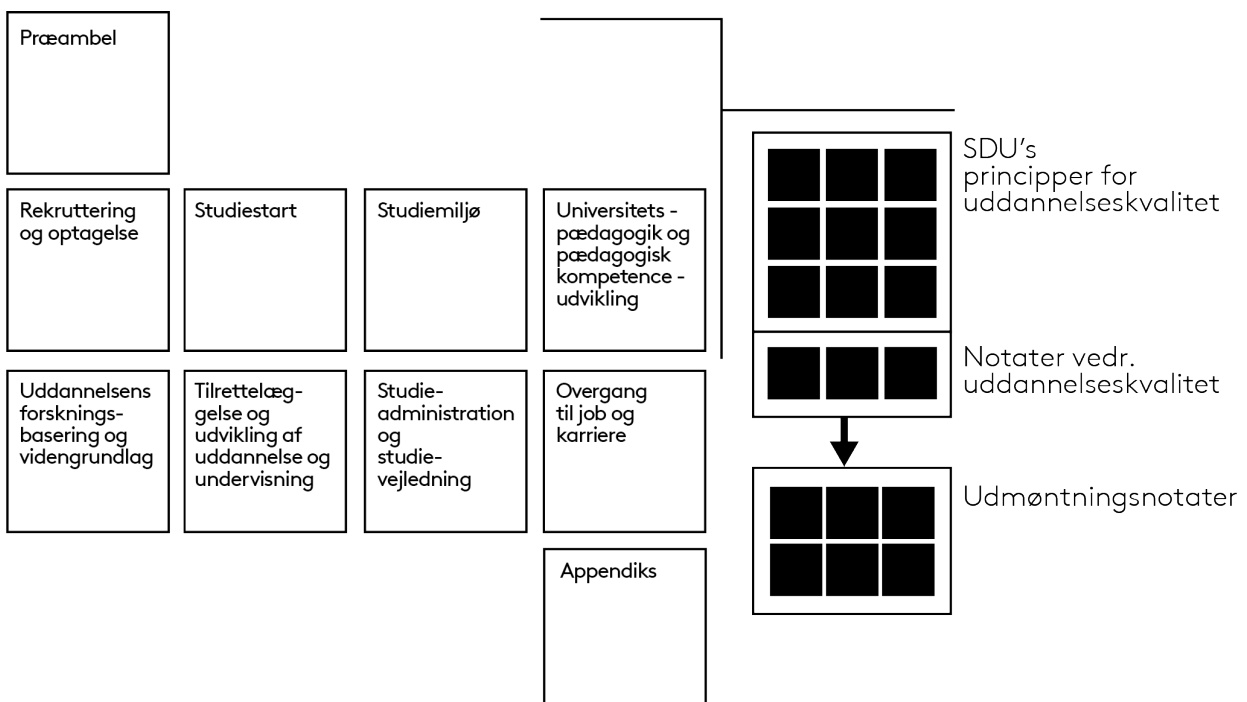 Præambel
Rekruttering
og optagelse
Studiestart
Studiemiljø
Universitets -
pædagogik og
pædagogisk
kompetence -
udvikling
Uddannelsens
forsknings-
basering og
videngrundlag
Tilrettelæg-
gelse og
udvikling af
uddannelse og
undervisning
Studie-
administration
og
studie-
vejledning
Overgang
til job og
karriere
Appendiks
SDU's
principper for
uddannelseskvalitet
Notater vedr.
uddannelseskvalitet
Udmøntningsnotater